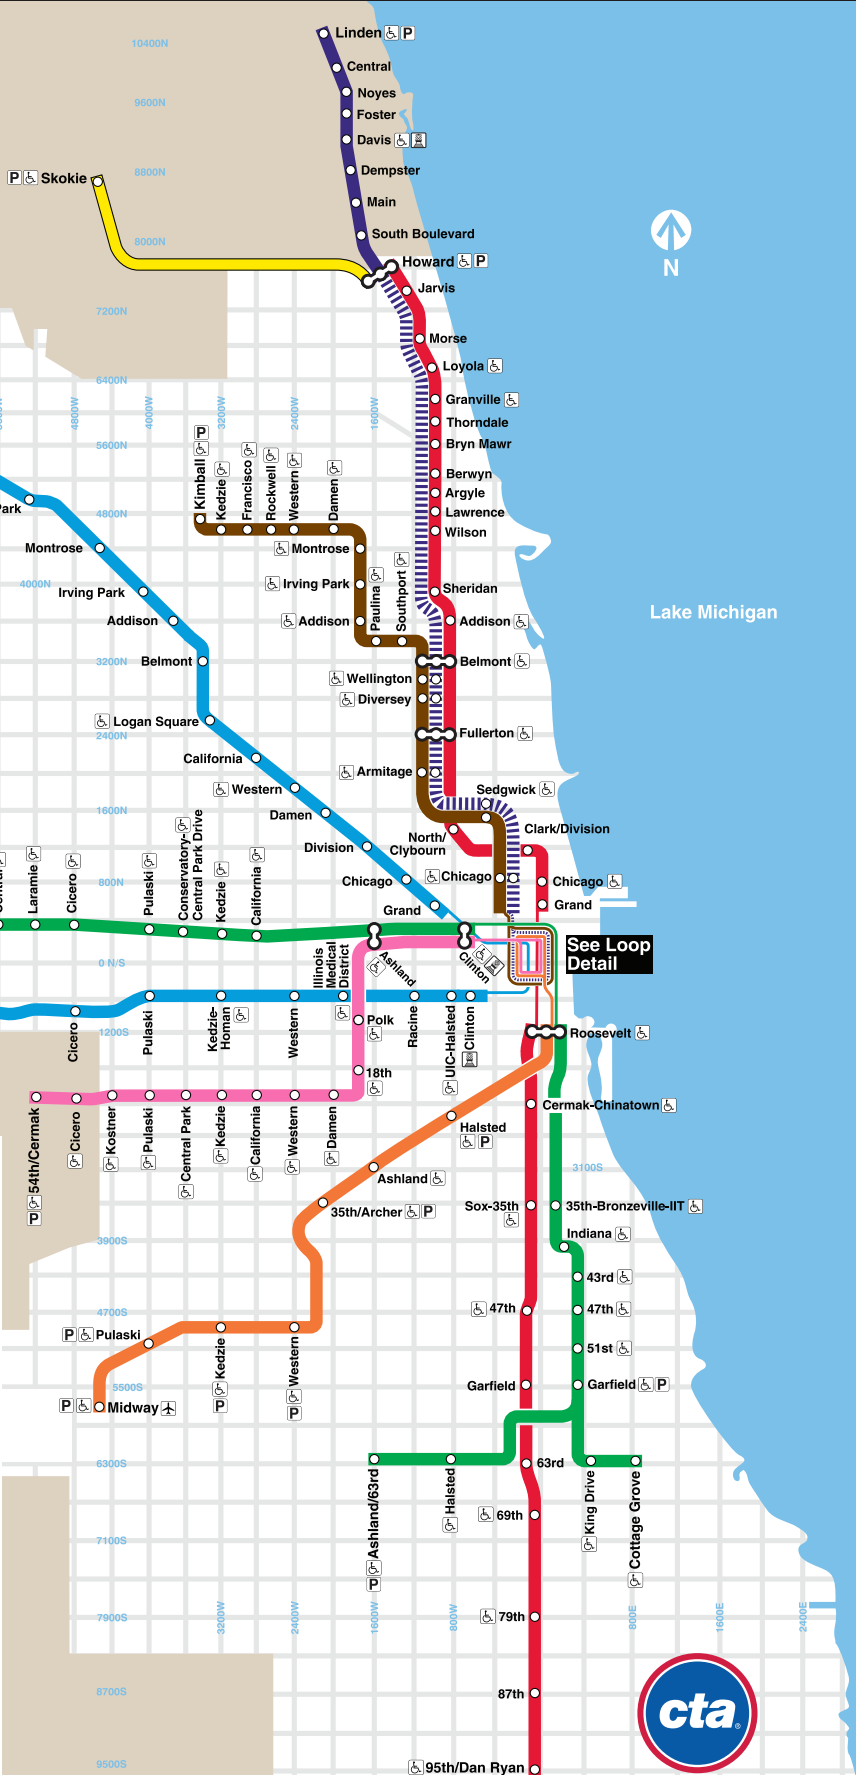 10400N
Linden P
Central
9600N
Noyes
Foster
Davis
8800N
Dempster
P Skokie
Main
8000N
South Boulevard
Howard P
N
Jarvis
7200N
Morse
Loyola
6400N
Granville
4800W
4000W
3200W
2400W
1600W
Thorndale
5600N
Bryn Mawr
P
Kimball
Kedzie
Francisco
Rockwell
Western
Damen
Berwyn
Argyle
4800N
Lawrence
Wilson
Park
Montrose
Montrose
4000N
Irving Park
Irving Park
Paulina
Southport
Sheridan
Lake Michigan
Addison
Addison
Addison
3200N
Belmont
Belmont
Wellington
Diversey
Logan Square
2400N
Fullerton
California
Armitage
Western
Sedgwick
1600N
Damen
Clark/Division
North/
Clybourn
Division
Laramie
Cicero
Pulaski
Conservatory-
Central Park Drive
Kedzie
California
800N
Chicago
Chicago
Chicago
Grand
Grand
See Loop
Detail
0 N/S
Illinois
Medical
District
Ashland
Clinton
Cicero
Pulaski
Kedzie-
Homan
Western
Polk
Racine
UIC-Halsted
Clinton
1200S
Roosevelt
18th
54th/Cermak
P
Cicero
Kostner
Pulaski
Central Park
Kedzie
California
Western
Damen
Cermak-Chinatown
Halsted
P
3100S
Ashland
35th/Archer P
Sox-35th
35th-Bronzeville-IIT
3900S
Indiana
43rd
4700S
47th
47th
P Pulaski
Kedzie
P
Western
P
51st
5500S
Garfield
Garfield P
P Midway
6300S
63rd
Ashland/63rd
P
Halsted
King Drive
Cottage Grove
69th
7100S
7900S
3200W
2400W
1600W
800W
800E
1600E
2400E
79th
8700S
87th
cta®
9500S
95th/Dan Ryan